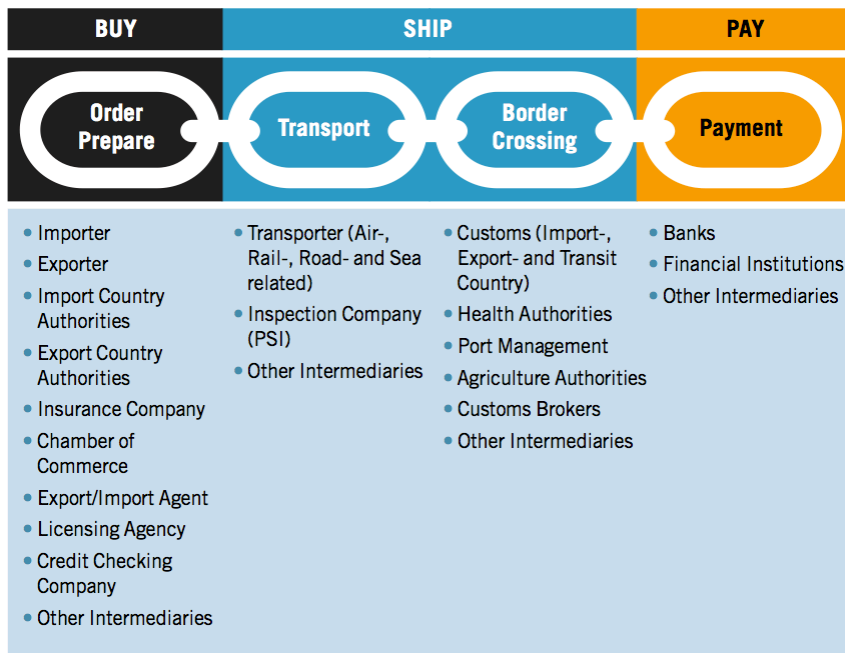 BUY
SHIP
PAY
Order
Prepare
Transport
Border
Crossing
Payment
• Importer
• Exporter
• Import Country
Authorities
• Export Country
Authorities
• Insurance Company
• Chamber of
Commerce
• Export/Import Agent
• Licensing Agency
• Credit Checking
Company
• Other Intermediaries
• Transporter (Air-,
Rail-, Road- and Sea
related)
• Inspection Company
(PSI)
• Other Intermediaries
• Customs (Import-,
Export- and Transit
Country)
• Health Authorities
• Port Management
• Agriculture Authorities
• Customs Brokers
• Other Intermediaries
• Banks
• Financial Institutions
• Other Intermediaries